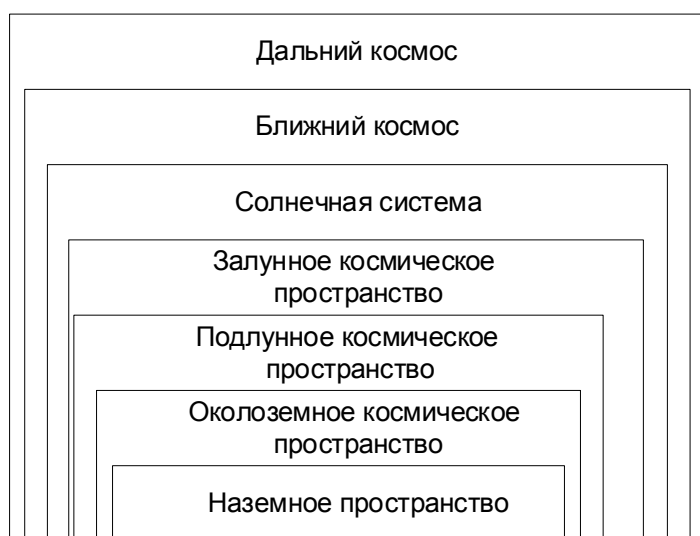 Дальний космос
Ближний космос
Солнечная система
Залунное космическое
пространство
Подлунное космическое
пространство
Околоземное космическое
пространство
Наземное пространство